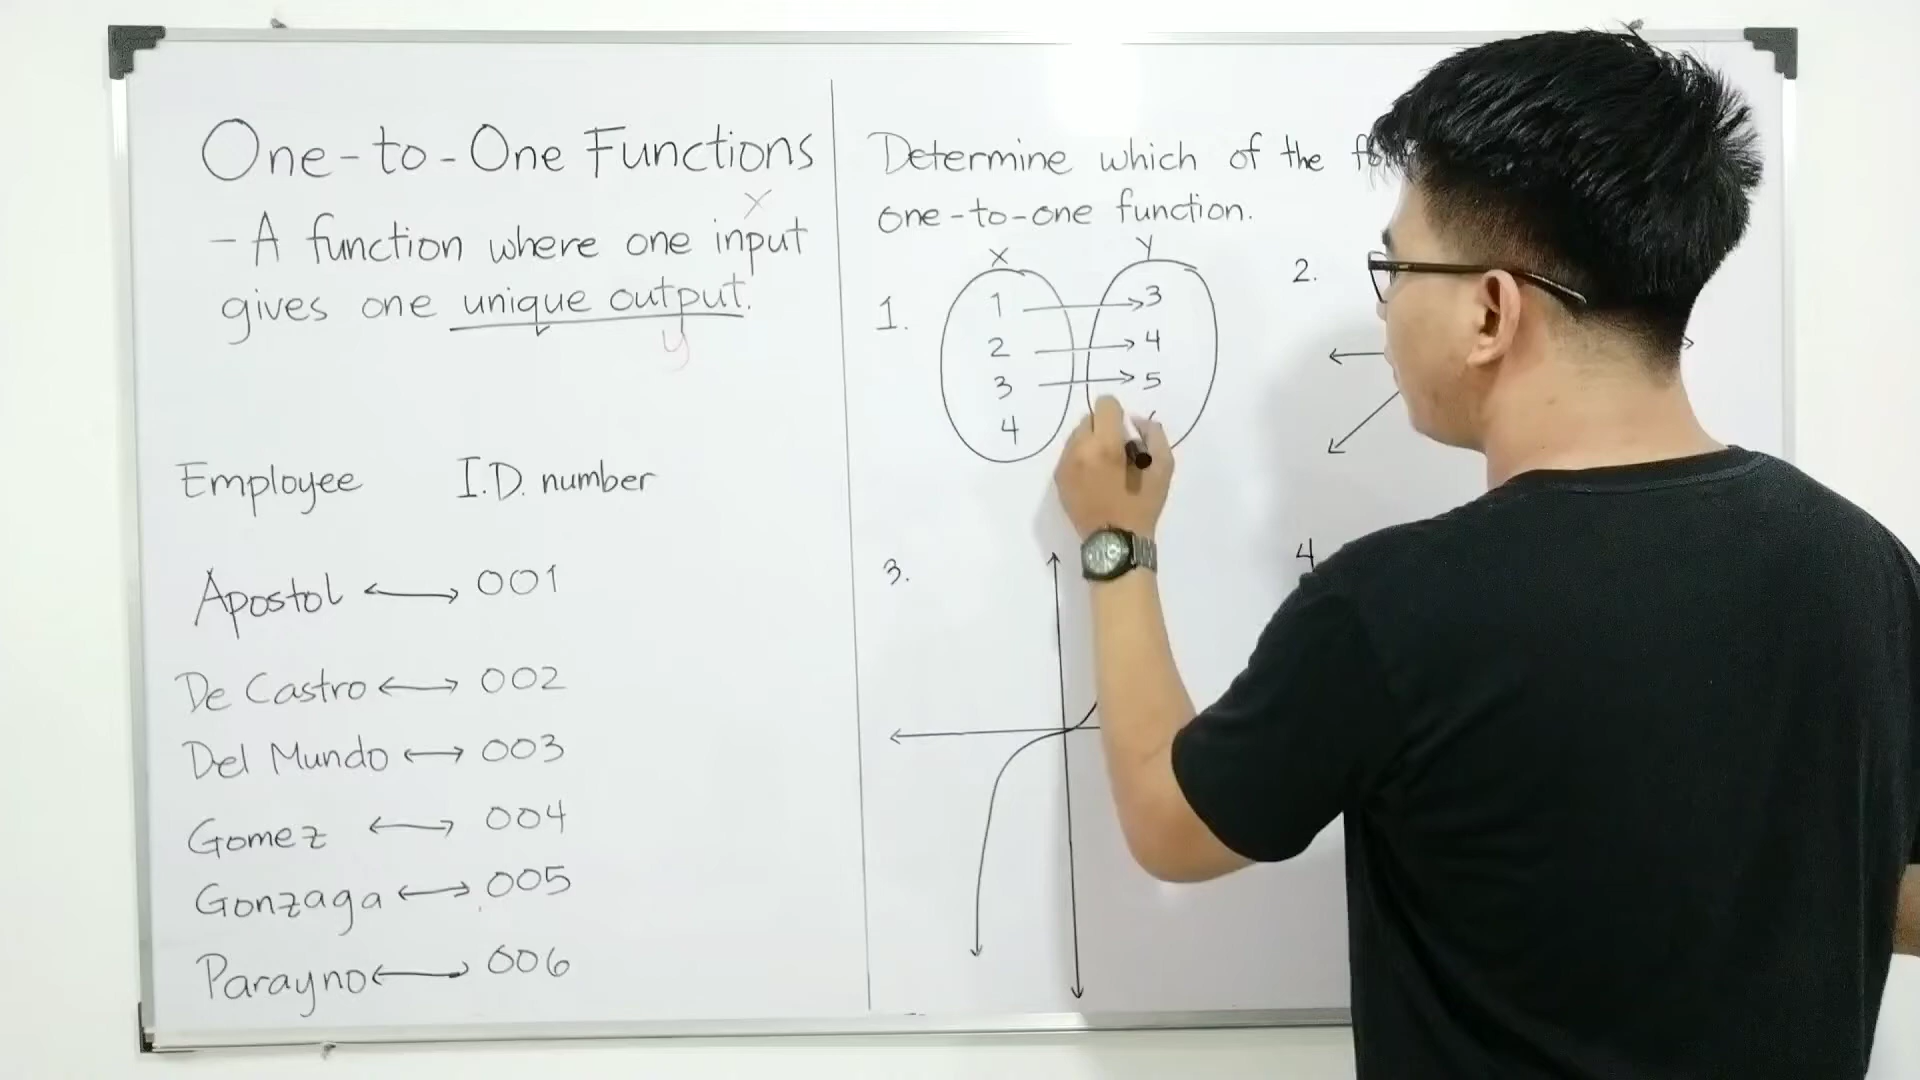 One-to-One Functions
x
- A function where one input
gives one unique output.
y
Employee I.D. number
Apostol ⟷ 001
De Castro ⟷ 002
Del Mundo ⟷ 003
Gomez ⟷ 004
Gonzaga ⟷ 005
Parayno ⟷ 006
Determine which of the
one-to-one function.
1.
x y
1 → 3
2 → 4
3 → 5
4
2.
3.
4